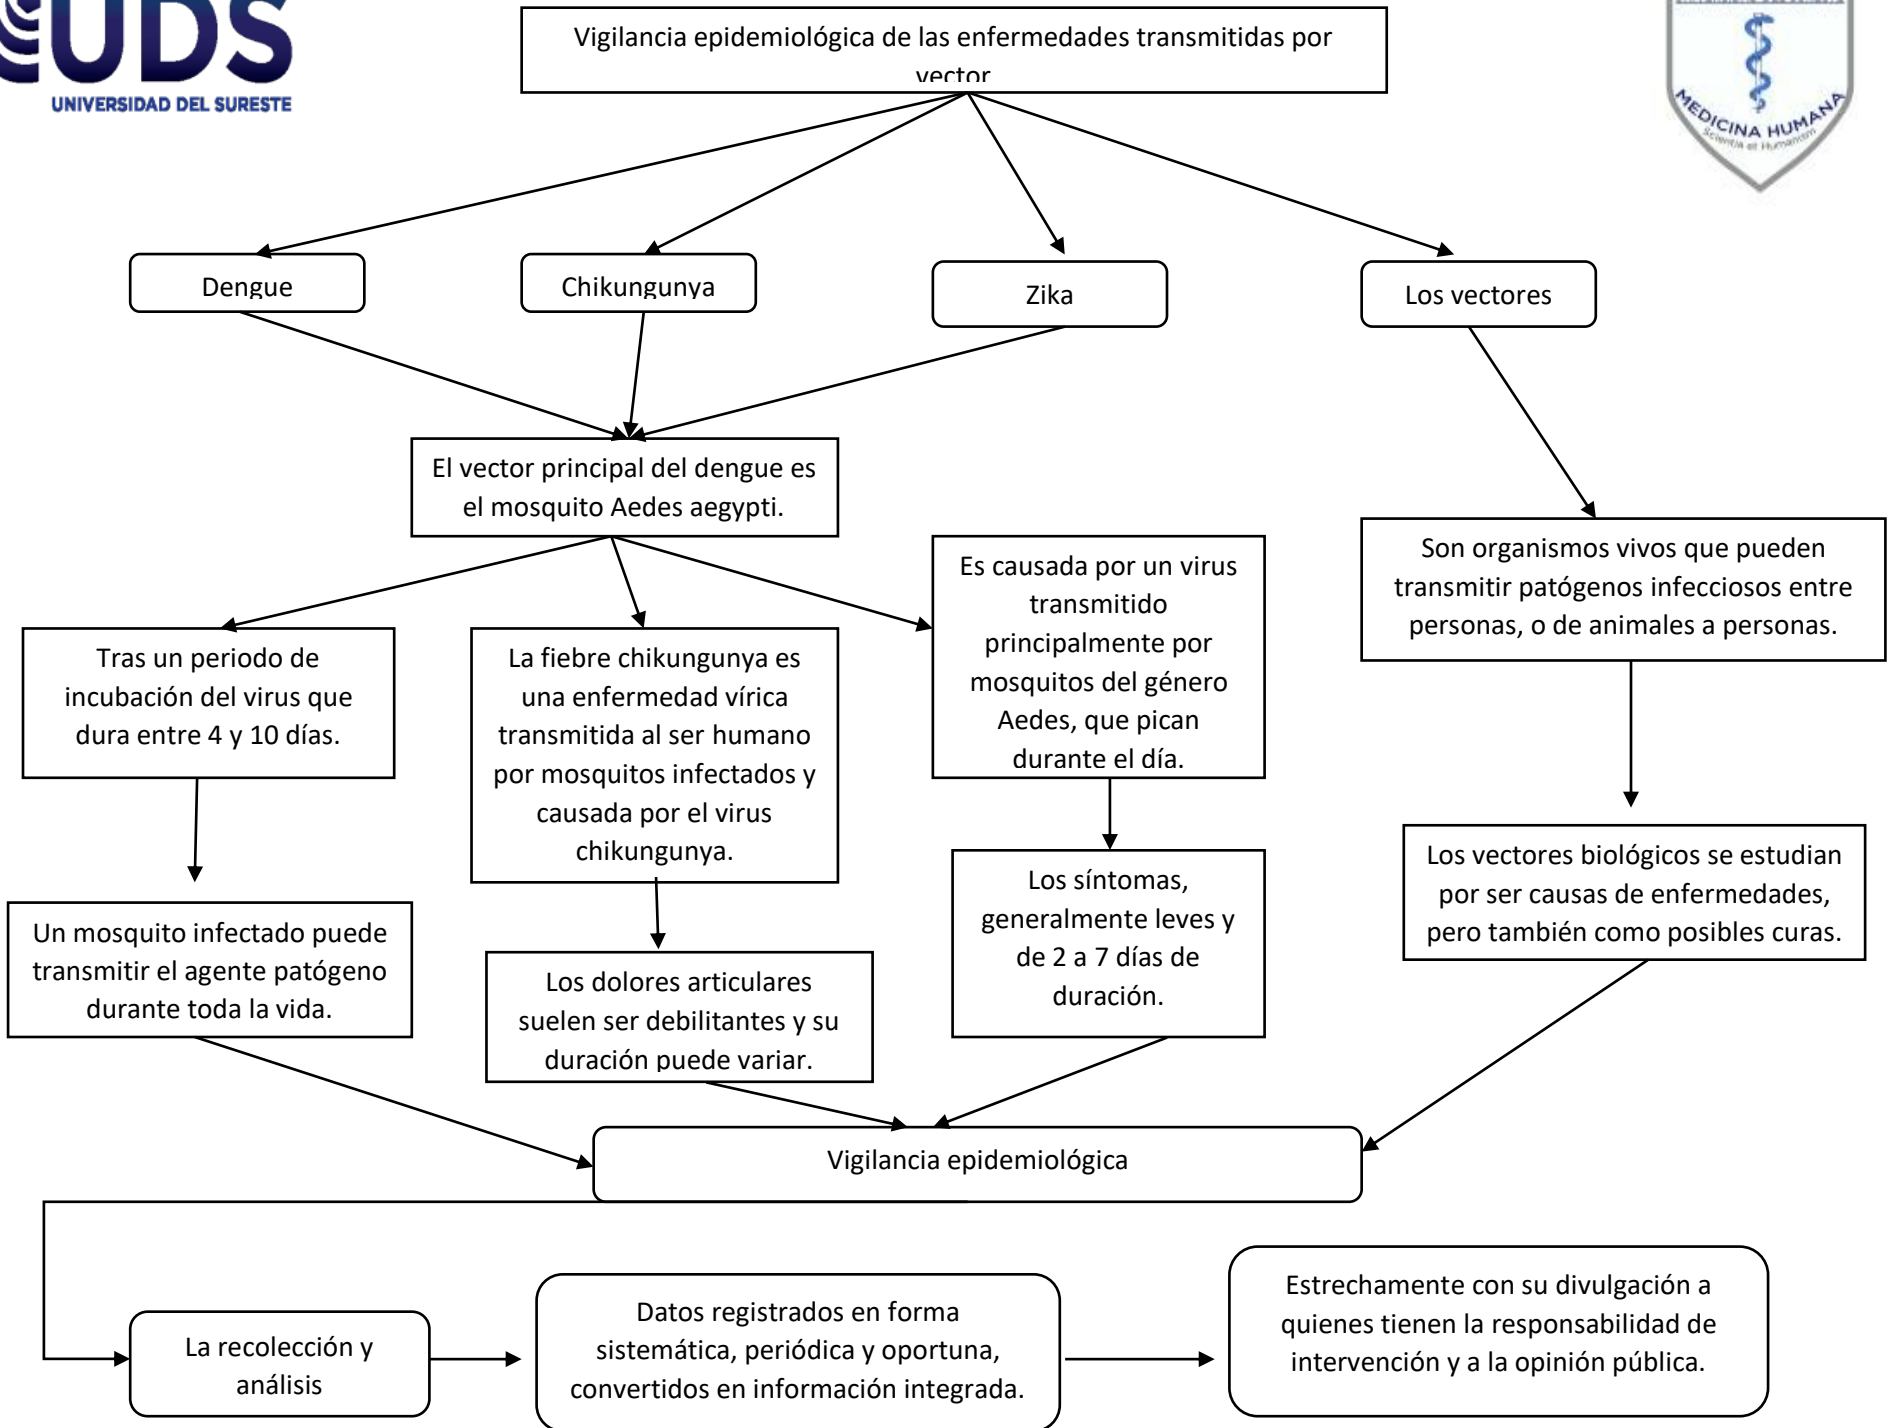 UDS
UNIVERSIDAD DEL SURESTE
Vigilancia epidemiológica de las enfermedades transmitidas por
vector
MEDICINA HUMANA
Scientia et Humanism
Dengue
Chikungunya
Zika
Los vectores
El vector principal del dengue es
el mosquito Aedes aegypti.
Tras un periodo de
incubación del virus que
dura entre 4 y 10 días.
La fiebre chikungunya es
una enfermedad vírica
transmitida al ser humano
por mosquitos infectados y
causada por el virus
chikungunya.
Es causada por un virus
transmitido
principalmente por
mosquitos del género
Aedes, que pican
durante el día.
Son organismos vivos que pueden
transmitir patógenos infecciosos entre
personas, o de animales a personas.
Un mosquito infectado puede
transmitir el agente patógeno
durante toda la vida.
Los dolores articulares
suelen ser debilitantes y su
duración puede variar.
Los síntomas,
generalmente leves y
de 2 a 7 días de
duración.
Los vectores biológicos se estudian
por ser causas de enfermedades,
pero también como posibles curas.
Vigilancia epidemiológica
La recolección y
análisis
Datos registrados en forma
sistemática, periódica y oportuna,
convertidos en información integrada.
Estrechamente con su divulgación a
quienes tienen la responsabilidad de
intervención y a la opinión pública.